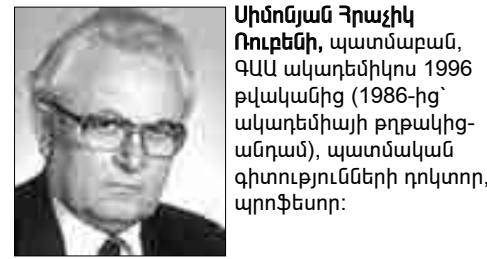 Սիմոնյան Հրաչիկ
Ռուբենի, պատմաբան,
ԳԱԱ ակադեմիկոս 1996
թվականից (1986-ից՝
ակադեմիայի թղթակից-
անդամ), պատմական
գիտությունների դոկտոր,
պրոֆեսոր: